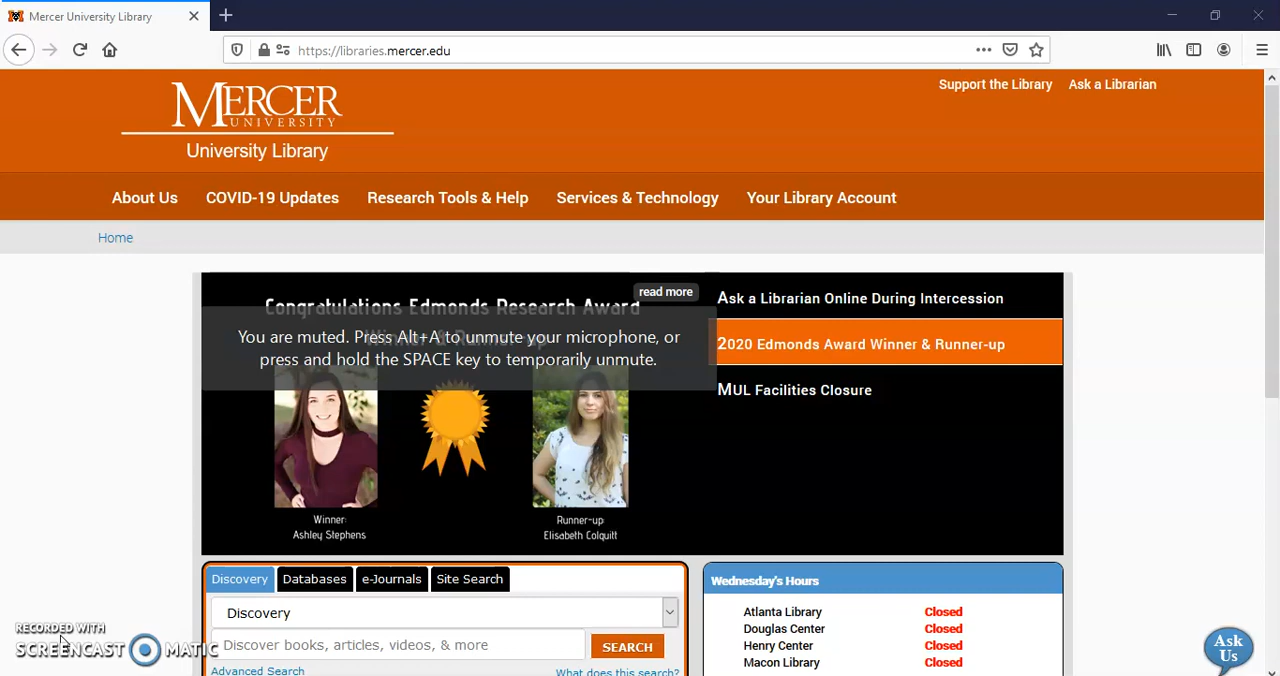 Mercer University Library
https://libraries.mercer.edu
MERCER
UNIVERSITY
University Library
Support the Library
Ask a Librarian
About Us
COVID-19 Updates
Research Tools & Help
Services & Technology
Your Library Account
Home
Congratulations Edmonds Research Award
Winner & Runner-up
read more
You are muted. Press Alt+A to unmute your microphone, or
press and hold the SPACE key to temporarily unmute.
Winner:
Ashley Stephens
Runner-up:
Elisabeth Colquitt
Ask a Librarian Online During Intercession
2020 Edmonds Award Winner & Runner-up
MUL Facilities Closure
Discovery
Databases
e-Journals
Site Search
Discovery
Discover books, articles, videos, & more
SEARCH
Advanced Search
What does this search?
Wednesday's Hours
Atlanta Library Closed
Douglas Center Closed
Henry Center Closed
Macon Library Closed
Ask
Us
RECORDED WITH
SCREENCAST MATIC